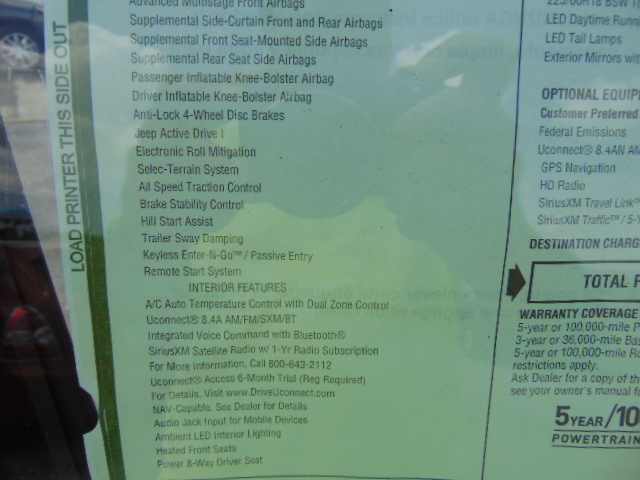 LOAD PRINTER THIS SIDE OUT
Advanced Multistage Front Airbags
Supplemental Side-Curtain Front and Rear Airbags
Supplemental Front Seat-Mounted Side Airbags
Supplemental Rear Seat Side Airbags
Passenger Inflatable Knee-Bolster Airbag
Driver Inflatable Knee-Bolster Airbag
Anti-Lock 4-Wheel Disc Brakes
Jeep Active Drive I
Electronic Roll Mitigation
Selec-Terrain System
All Speed Traction Control
Brake Stability Control
Hill Start Assist
Trailer Sway Damping
Keyless Enter-N-Go™ / Passive Entry
Remote Start System
INTERIOR FEATURES
A/C Auto Temperature Control with Dual Zone Control
Uconnect® 8.4A AM/FM/SXM/BT
Integrated Voice Command with Bluetooth®
SiriusXM Satellite Radio w/ 1-Yr Radio Subscription
For More Information, Call 800-643-2112
Uconnect® Access 6-Month Trial (Reg Required)
For Details, Visit www.DriveUconnect.com
NAV-Capable. See Dealer for Details
Audio Jack Input for Mobile Devices
Ambient LED Interior Lighting
Heated Front Seats
Power 8-Way Driver Seat
225/60R18 BSW
LED Daytime
LED Tail Lamps
Exterior Mirrors
OPTIONAL
Customer Preferred
Federal Emissions
Uconnect® 8.4AN
GPS Navigation
HD Radio
SiriusXM Travel Link™
SiriusXM Traffic™ /
DESTINATION
TOTAL
WARRANTY COVERAGE
5-year or 100,000-mile
3-year or 36,000-mile
5-year or 100,000-mile
restrictions apply.
Ask Dealer for a copy of
see your owner's manual
5 YEAR/10
POWERTRAIN